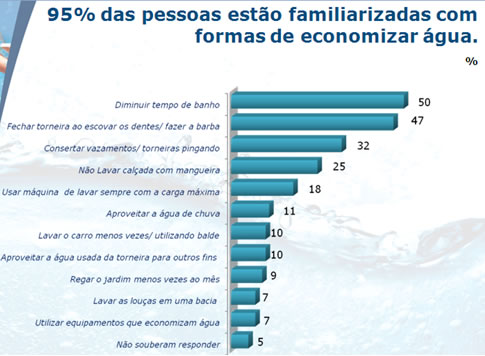 95% das pessoas estão familiarizadas com
formas de economizar água.
%
Diminuir tempo de banho 50
Fechar torneira ao escovar os dentes/ fazer a barba 47
Consertar vazamentos/ torneiras pingando 32
Não Lavar calçada com mangueira 25
Usar máquina de lavar sempre com a carga máxima 18
Aproveitar a água de chuva 11
Lavar o carro menos vezes/ utilizando balde 10
Aproveitar a água usada da torneira para outros fins 10
Regar o jardim menos vezes ao mês 9
Lavar as louças em uma bacia 7
Utilizar equipamentos que economizam água 7
Não souberam responder 5